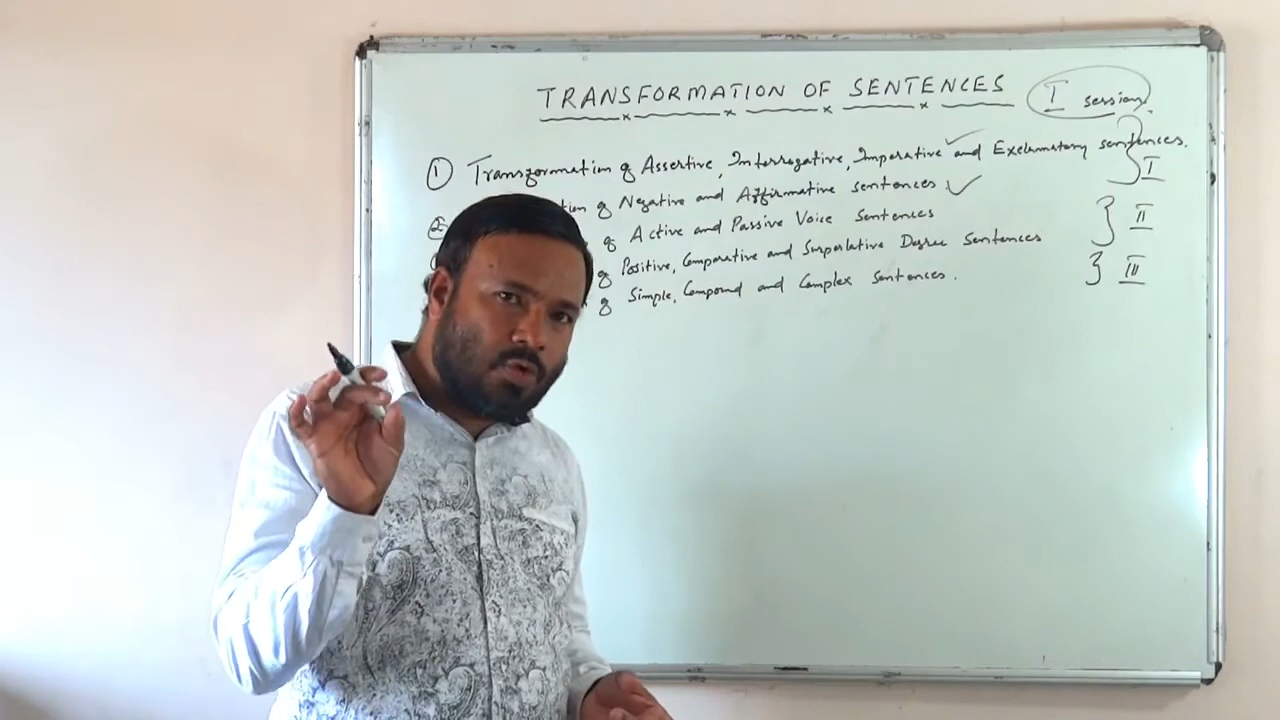 TRANSFORMATION OF SENTENCES I session
① Transformation of Assertive, Interrogative, Imperative and Exclamatory sentences. I
② tion of Negative and Affirmative sentences
of Active and Passive Voice Sentences II
of Positive, Comparative and Superlative Degree Sentences
of Simple, Compound and Complex Sentences. III